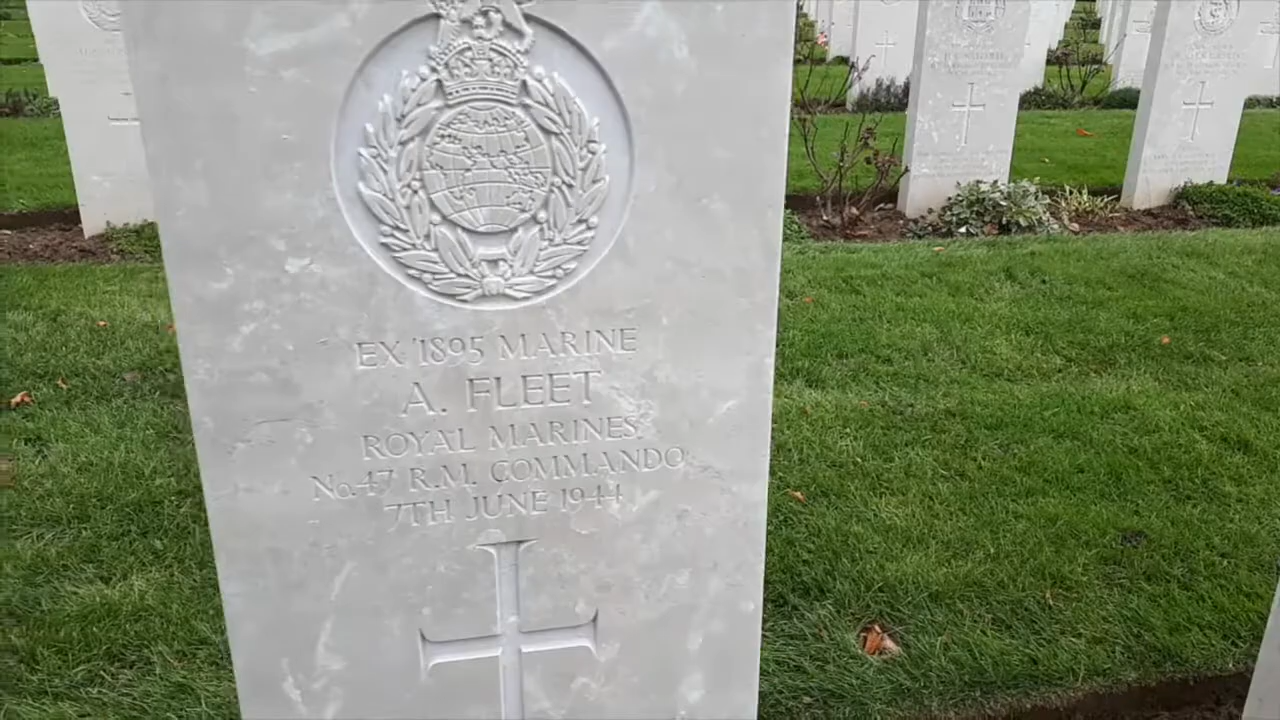 EX 1895 MARINE
A. FLEET
ROYAL MARINES
No.47 R.M. COMMANDO
7TH JUNE 1944